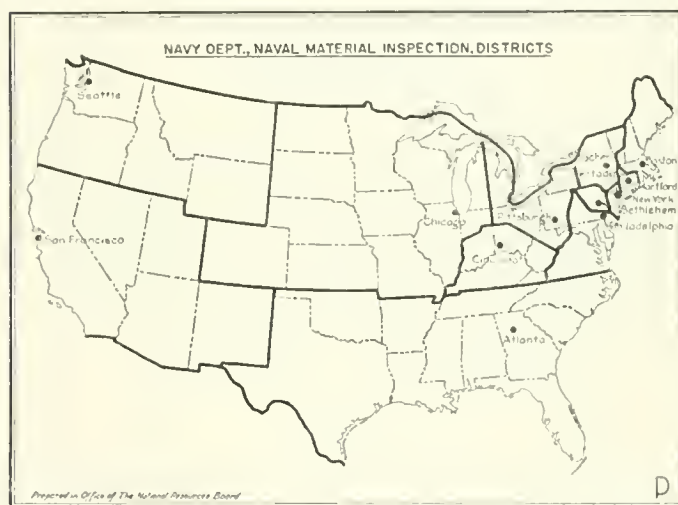 NAVY DEPT., NAVAL MATERIAL INSPECTION, DISTRICTS
Seattle
Boston
Hartford
New York
Chicago
Pittsburgh
Bethlehem
Philadelphia
San Francisco
Atlanta
Prepared in Office of The National Resources Board
D